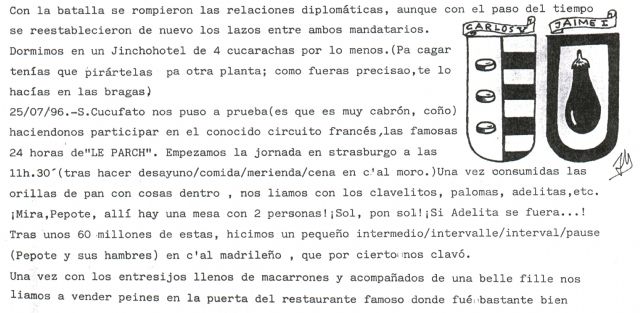 Con la batalla se rompieron las relaciones diplomáticas, aunque con el paso del tiempo
se reestablecieron de nuevo los lazos entre ambos mandatarios.
CARLOS V
JAIME I
Dormimos en un Jinchohotel de 4 cucarachas por lo menos.(Pa cagar
tenías que pirártelas pa otra planta; como fueras precisao,te lo
hacías en las bragas)
25/07/96.-S.Cucufato nos puso a prueba(es que es muy cabrón, coño)
haciendonos participar en el conocido circuito francés,las famosas
24 horas de"LE PARCH". Empezamos la jornada en strasburgo a las
11h.30´(tras hacer desayuno/comida/merienda/cena en c'al moro.)Una vez consumidas las
orillas de pan con cosas dentro , nos liamos con los clavelitos, palomas, adelitas,etc.
¡Mira,Pepote, allí hay una mesa con 2 personas!¡Sol, pon sol!¡Si Adelita se fuera...!
Tras unos 60 millones de estas, hicimos un pequeño intermedio/intervalle/interval/pause
(Pepote y sus hambres) en c'al madrileño , que por cierto nos clavó.
Una vez con los entresijos llenos de macarrones y acompañados de una belle fille nos
liamos a vender peines en la puerta del restaurante famoso donde fué bastante bien